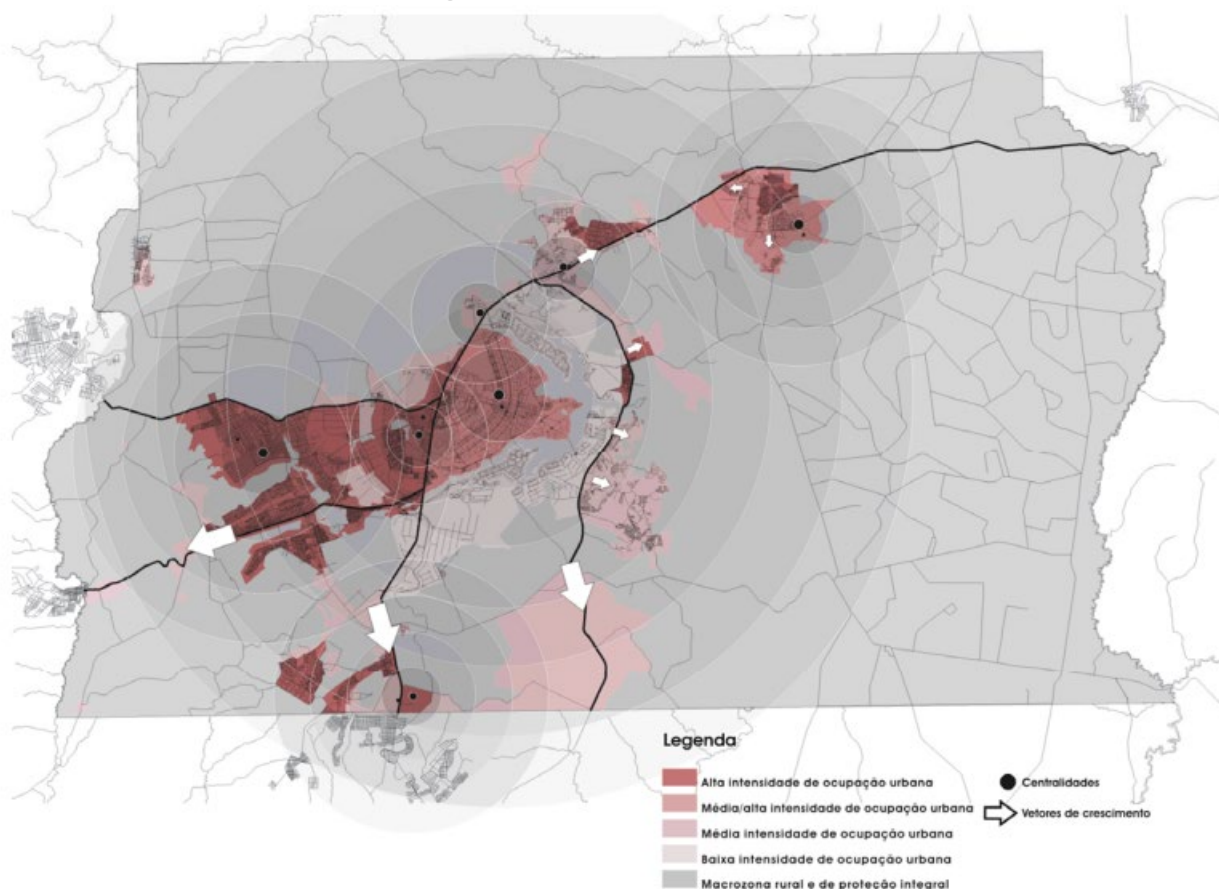 Legenda
Alta intensidade de ocupação urbana
Média/alta intensidade de ocupação urbana
Média intensidade de ocupação urbana
Baixa intensidade de ocupação urbana
Macrozona rural e de proteção integral
Centralidades
Vetores de crescimento